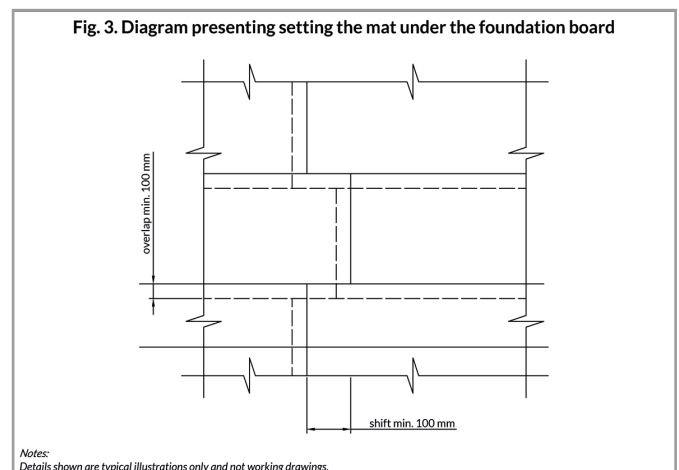 Fig. 3. Diagram presenting setting the mat under the foundation board
overlap min. 100 mm
shift min. 100 mm
Notes:
Details shown are typical illustrations only and not working drawings.